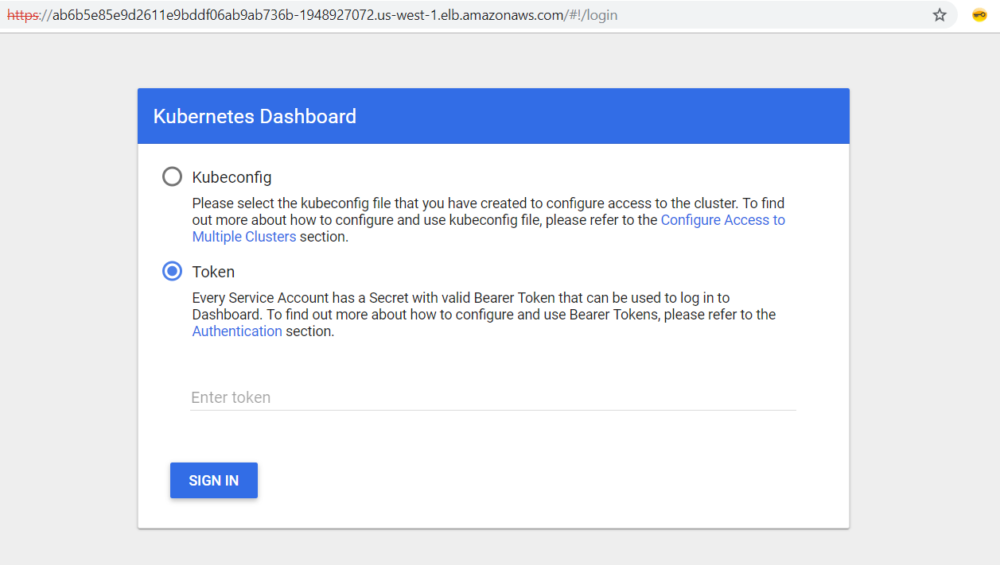 https://ab6b5e85e9d2611e9bddf06ab9ab736b-1948927072.us-west-1.elb.amazonaws.com/#!/login
Kubernetes Dashboard
Kubeconfig
Please select the kubeconfig file that you have created to configure access to the cluster. To find
out more about how to configure and use kubeconfig file, please refer to the Configure Access to
Multiple Clusters section.
Token
Every Service Account has a Secret with valid Bearer Token that can be used to log in to
Dashboard. To find out more about how to configure and use Bearer Tokens, please refer to the
Authentication section.
Enter token
SIGN IN